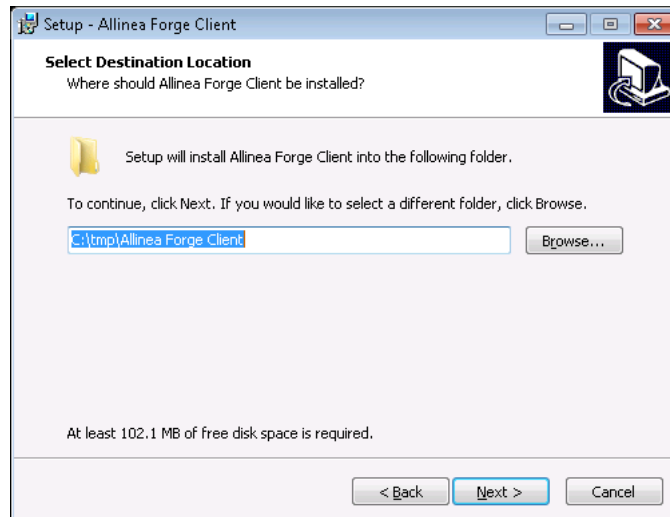 Setup - Allinea Forge Client
Select Destination Location
Where should Allinea Forge Client be installed?
Setup will install Allinea Forge Client into the following folder.
To continue, click Next. If you would like to select a different folder, click Browse.
C:\tmp\Allinea Forge Client
Browse...
At least 102.1 MB of free disk space is required.
< Back
Next >
Cancel